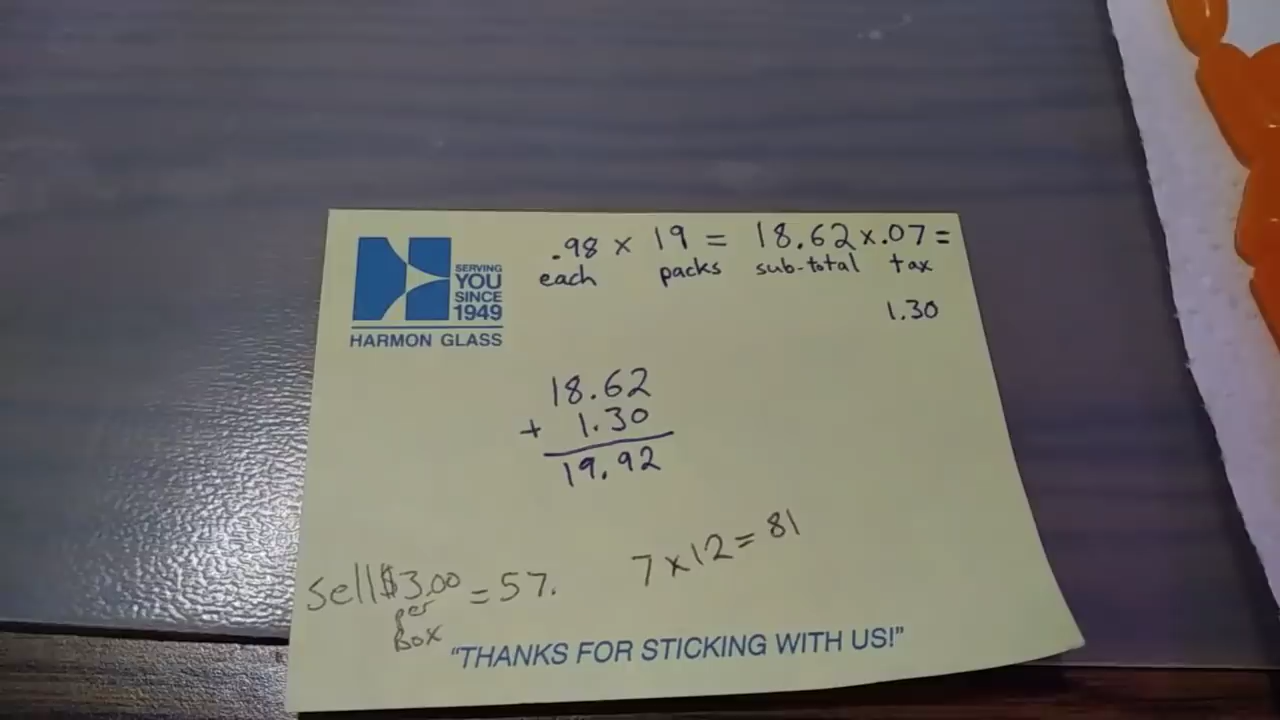 .98 x 19 = 18.62 x .07 =
each packs sub-total tax
1.30
SERVING
YOU
SINCE
1949
HARMON GLASS
18.62
+ 1.30
19.92
7 x 12 = 81
Sell $3.00 = 57.
per
Box
"THANKS FOR STICKING WITH US!"